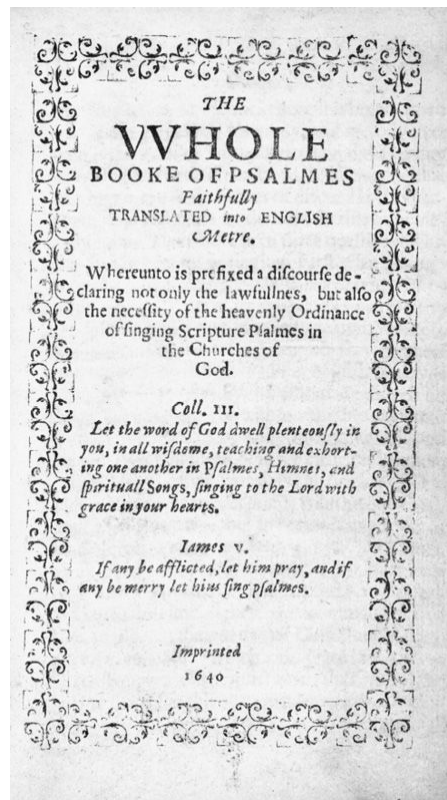 THE
VVHOLE
BOOKE OF PSALMES
Faithfully
TRANSLATED into ENGLISH
Metre.
Whereunto is prefixed a diſcourſe de-
claring not only the lawfullnes, but alſo
the neceſſity of the heavenly Ordinance
of ſinging Scripture Pſalmes in
the Churches of
God.
Coll. III.
Let the word of God dwell plenteouſly in
you, in all wiſdome, teaching and exhort-
ing one another in Pſalmes, Himnes, and
ſpirituall Songs, ſinging to the Lord with
grace in your hearts.
Iames V.
If any be afflicted, let him pray, and if
any be merry let him ſing pſalmes.
Imprinted
1640